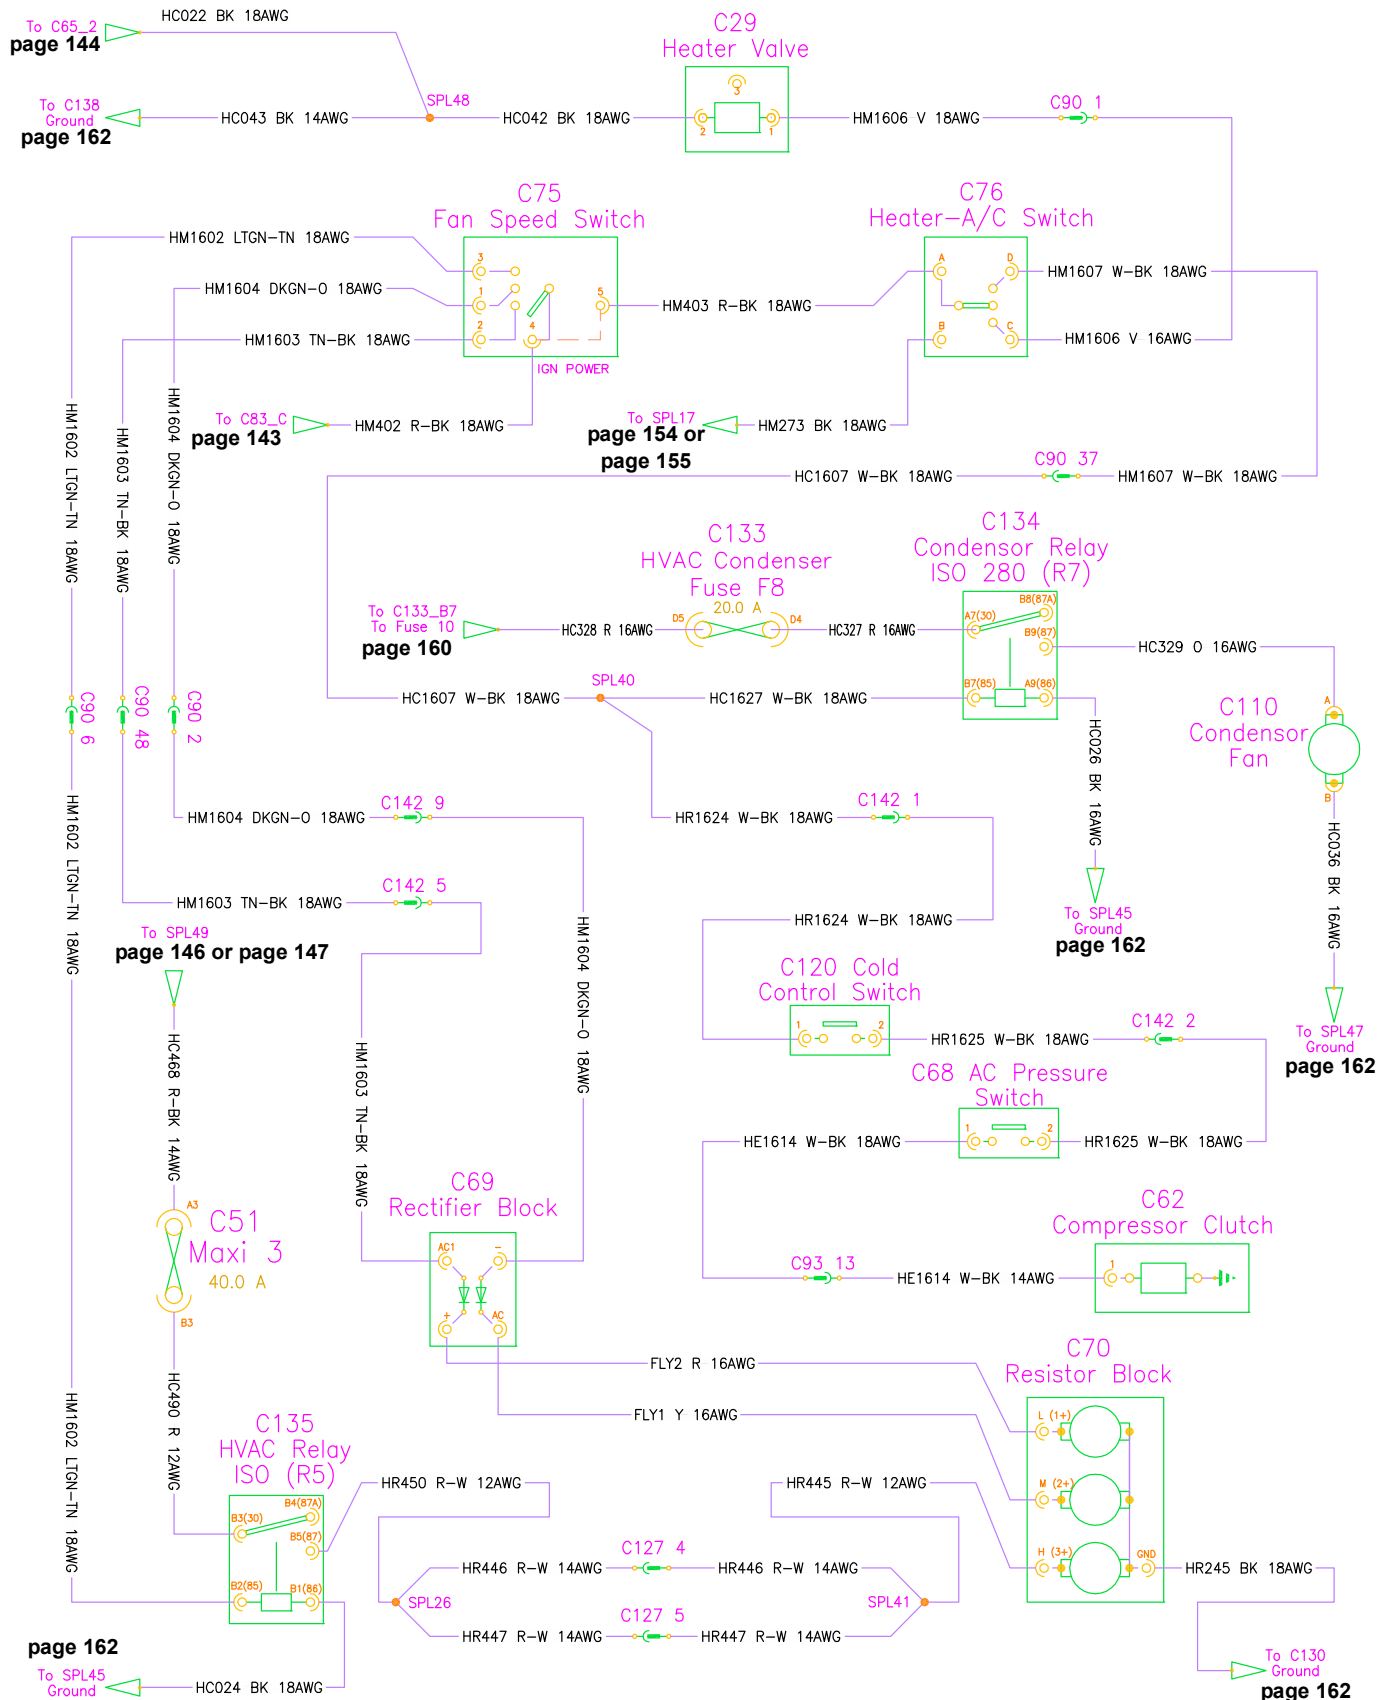 HC022 BK 18AWG
To C65_2
page 144
C29
Heater Valve
3
2
1
To C138
Ground
page 162
HC043 BK 14AWG
SPL48
HC042 BK 18AWG
HM1606 V 18AWG
C90 1
C75
Fan Speed Switch
3
1
2
4
5
IGN POWER
C76
Heater-A/C Switch
A
D
B
C
HM1602 LTGN-TN 18AWG
HM1604 DKGN-O 18AWG
HM1603 TN-BK 18AWG
HM403 R-BK 18AWG
HM1607 W-BK 18AWG
HM1606 V 16AWG
To C83_C
page 143
HM402 R-BK 18AWG
To SPL17
page 154 or
page 155
HM273 BK 18AWG
HC1607 W-BK 18AWG
C90 37
HM1607 W-BK 18AWG
HM1602 LTGN-TN 18AWG
HM1603 TN-BK 18AWG
HM1604 DKGN-O 18AWG
C133
HVAC Condenser
Fuse F8
20.0 A
D5
D4
C134
Condensor Relay
ISO 280 (R7)
B8(87A)
A7(30)
B9(87)
B7(85)
A9(86)
To C133_B7
To Fuse 10
page 160
HC328 R 16AWG
HC327 R 16AWG
HC329 O 16AWG
HC1607 W-BK 18AWG
SPL40
HC1627 W-BK 18AWG
C90 6
C90 48
C90 2
C110
Condensor
Fan
A
B
HC026 BK 16AWG
HM1604 DKGN-O 18AWG
C142 9
HR1624 W-BK 18AWG
C142 1
HM1602 LTGN-TN 18AWG
HC036 BK 16AWG
HM1603 TN-BK 18AWG
C142 5
HR1624 W-BK 18AWG
To SPL45
Ground
page 162
To SPL49
page 146 or page 147
HM1604 DKGN-O 18AWG
C120 Cold
Control Switch
1
2
HR1625 W-BK 18AWG
C142 2
To SPL47
Ground
page 162
HC468 R-BK 14AWG
HM1603 TN-BK 18AWG
C68 AC Pressure
Switch
1
2
HE1614 W-BK 18AWG
HR1625 W-BK 18AWG
C69
Rectifier Block
AC1
-
+
AC
A3
C51
Maxi 3
40.0 A
B3
C62
Compressor Clutch
1
C93 13
HE1614 W-BK 14AWG
FLY2 R 16AWG
FLY1 Y 16AWG
C70
Resistor Block
L (1+)
M (2+)
H (3+)
GND
HM1602 LTGN-TN 18AWG
HC490 R 12AWG
C135
HVAC Relay
ISO (R5)
B4(87A)
B3(30)
B5(87)
B2(85)
B1(86)
HR450 R-W 12AWG
HR445 R-W 12AWG
HR446 R-W 14AWG
C127 4
HR446 R-W 14AWG
HR245 BK 18AWG
SPL26
SPL41
HR447 R-W 14AWG
C127 5
HR447 R-W 14AWG
page 162
To SPL45
Ground
HC024 BK 18AWG
To C130
Ground
page 162